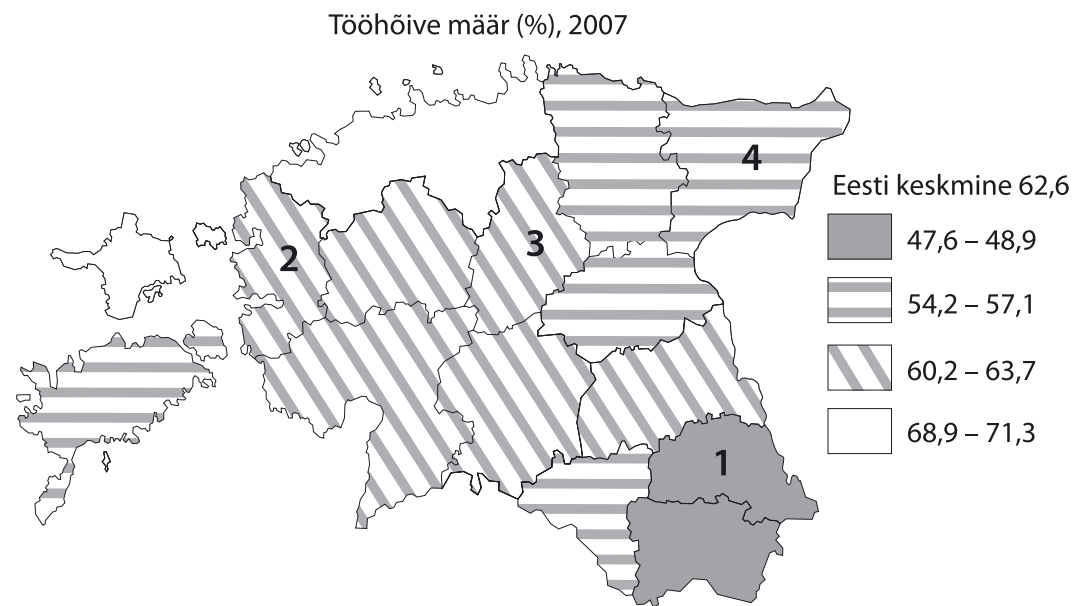 Tööhõive määr (%), 2007
4
Eesti keskmine 62,6
47,6 – 48,9
2
3
54,2 – 57,1
60,2 – 63,7
68,9 – 71,3
1